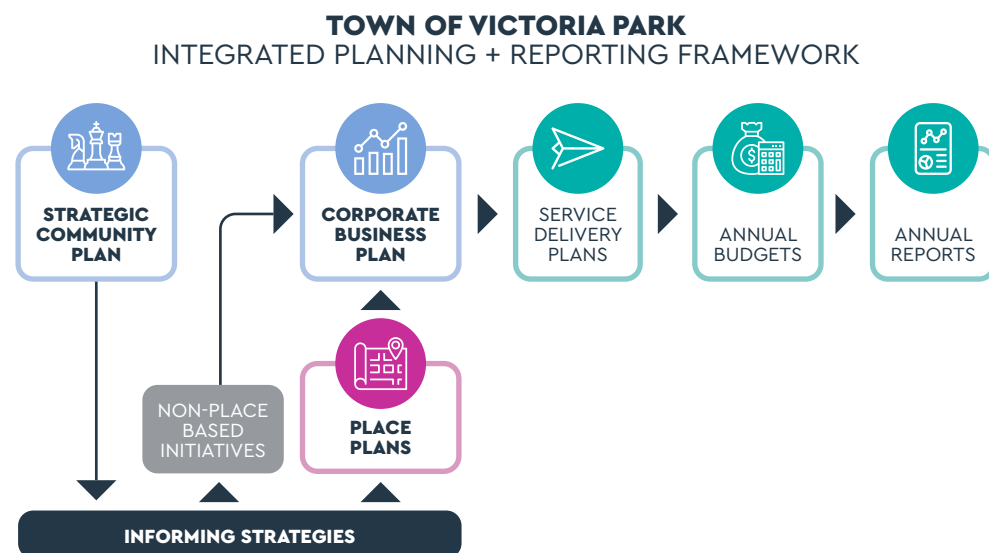 TOWN OF VICTORIA PARK
INTEGRATED PLANNING + REPORTING FRAMEWORK
STRATEGIC
COMMUNITY
PLAN
CORPORATE
BUSINESS
PLAN
SERVICE
DELIVERY
PLANS
ANNUAL
BUDGETS
ANNUAL
REPORTS
NON-PLACE
BASED
INITIATIVES
PLACE
PLANS
INFORMING STRATEGIES